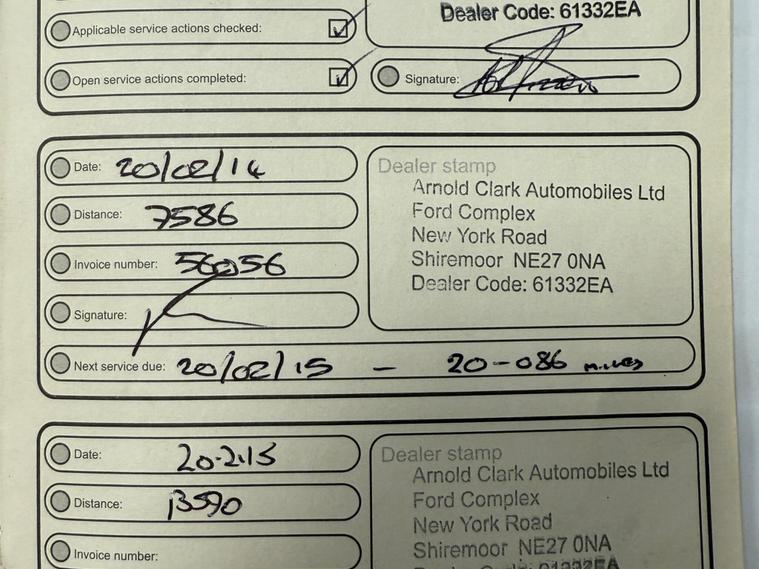 Dealer Code: 61332EA
Applicable service actions checked:
Open service actions completed:
Signature:
Date: 20/02/14
Distance: 7586
Invoice number: 56056
Signature:
Dealer stamp
Arnold Clark Automobiles Ltd
Ford Complex
New York Road
Shiremoor NE27 0NA
Dealer Code: 61332EA
Next service due: 20/02/15 - 20-086 miles
Date: 20-2-15
Distance: 13590
Invoice number:
Dealer stamp
Arnold Clark Automobiles Ltd
Ford Complex
New York Road
Shiremoor NE27 0NA
Dealer Code: 61332EA